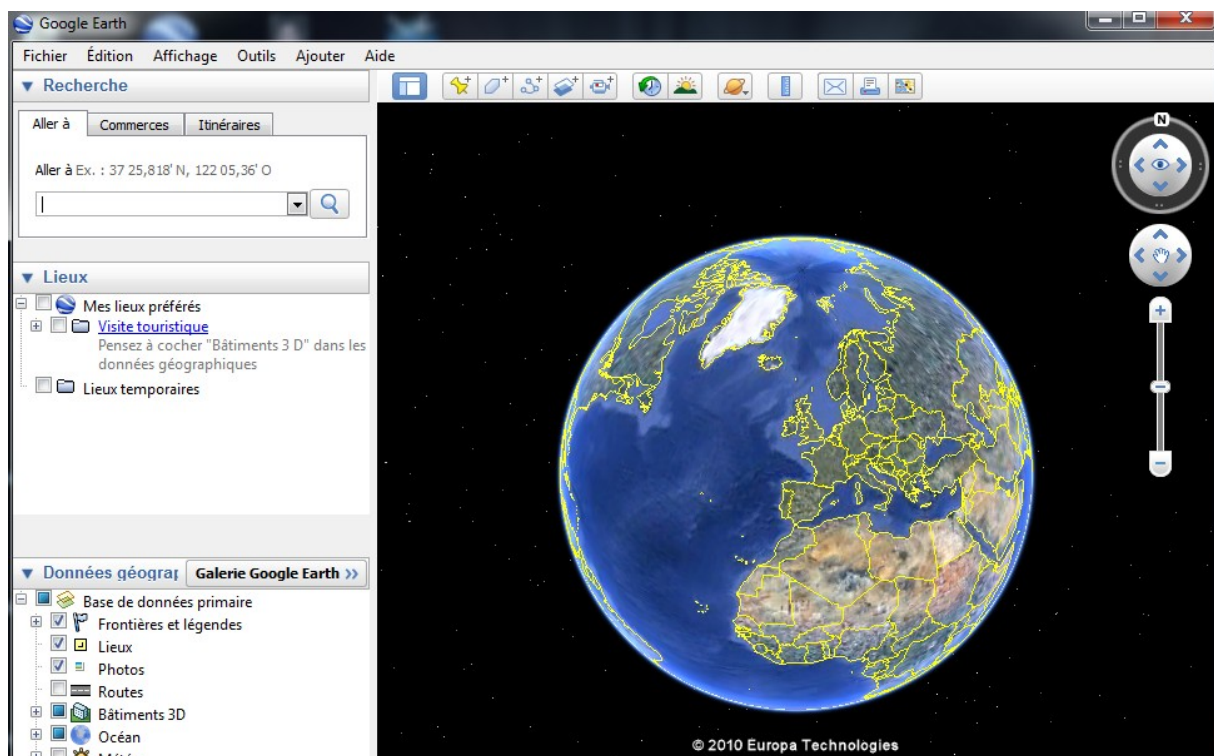 Google Earth
Fichier Édition Affichage Outils Ajouter Aide
Recherche
Aller à Commerces Itinéraires
Aller à Ex. : 37 25,818' N, 122 05,36' O
Lieux
Mes lieux préférés
Visite touristique
Pensez à cocher "Bâtiments 3 D" dans les
données géographiques
Lieux temporaires
Données géograp Galerie Google Earth >>
Base de données primaire
Frontières et légendes
Lieux
Photos
Routes
Bâtiments 3D
Océan
N
© 2010 Europa Technologies